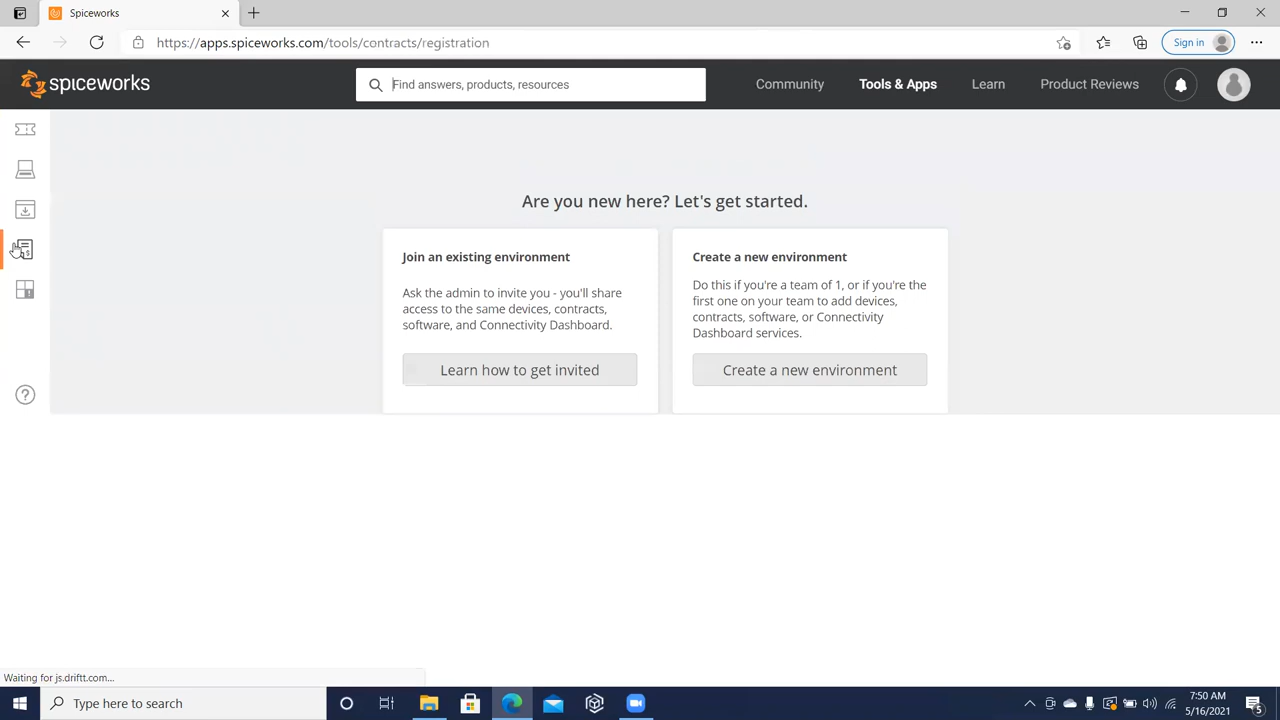 Spiceworks
https://apps.spiceworks.com/tools/contracts/registration
Sign in
spiceworks
Find answers, products, resources
Community
Tools & Apps
Learn
Product Reviews
Are you new here? Let's get started.
Join an existing environment
Ask the admin to invite you - you'll share
access to the same devices, contracts,
software, and Connectivity Dashboard.
Learn how to get invited
Create a new environment
Do this if you're a team of 1, or if you're the
first one on your team to add devices,
contracts, software, or Connectivity
Dashboard services.
Create a new environment
Waiting for js.driftt.com...
Type here to search
7:50 AM
5/16/2021
5